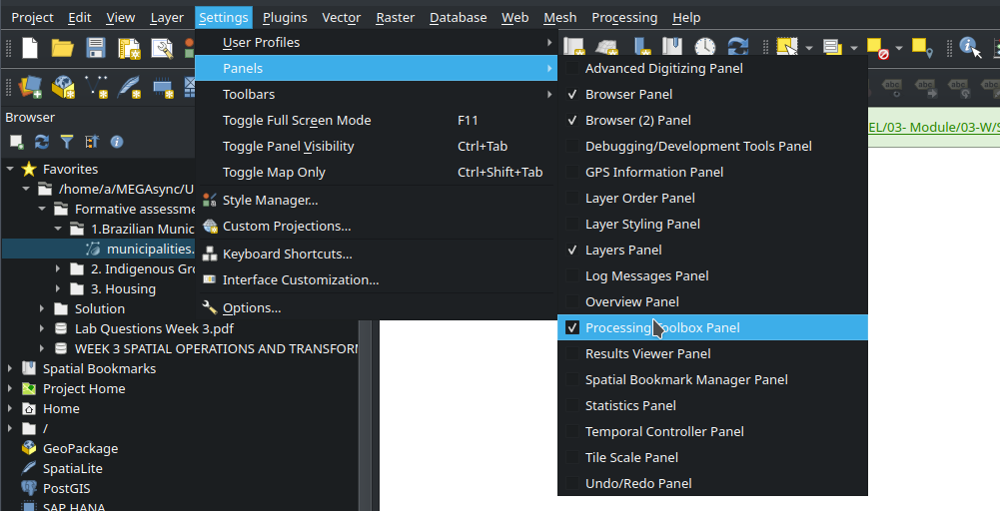 Project Edit View Layer Settings Plugins Vector Raster Database Web Mesh Processing Help
User Profiles
Panels
Toolbars
Toggle Full Screen Mode F11
Toggle Panel Visibility Ctrl+Tab
Toggle Map Only Ctrl+Shift+Tab
Style Manager...
Custom Projections...
Keyboard Shortcuts...
Interface Customization...
Options...
Advanced Digitizing Panel
Browser Panel
Browser (2) Panel
Debugging/Development Tools Panel
GPS Information Panel
Layer Order Panel
Layer Styling Panel
Layers Panel
Log Messages Panel
Overview Panel
Processing Toolbox Panel
Results Viewer Panel
Spatial Bookmark Manager Panel
Statistics Panel
Temporal Controller Panel
Tile Scale Panel
Undo/Redo Panel
EL/03- Module/03-W/S
Browser
Favorites
/home/a/MEGAsync/U
Formative assessme
1.Brazilian Munic
municipalities.
2. Indigenous Gr
3. Housing
Solution
Lab Questions Week 3.pdf
WEEK 3 SPATIAL OPERATIONS AND TRANSFOR
Spatial Bookmarks
Project Home
Home
/
GeoPackage
SpatiaLite
PostGIS
SAP HANA